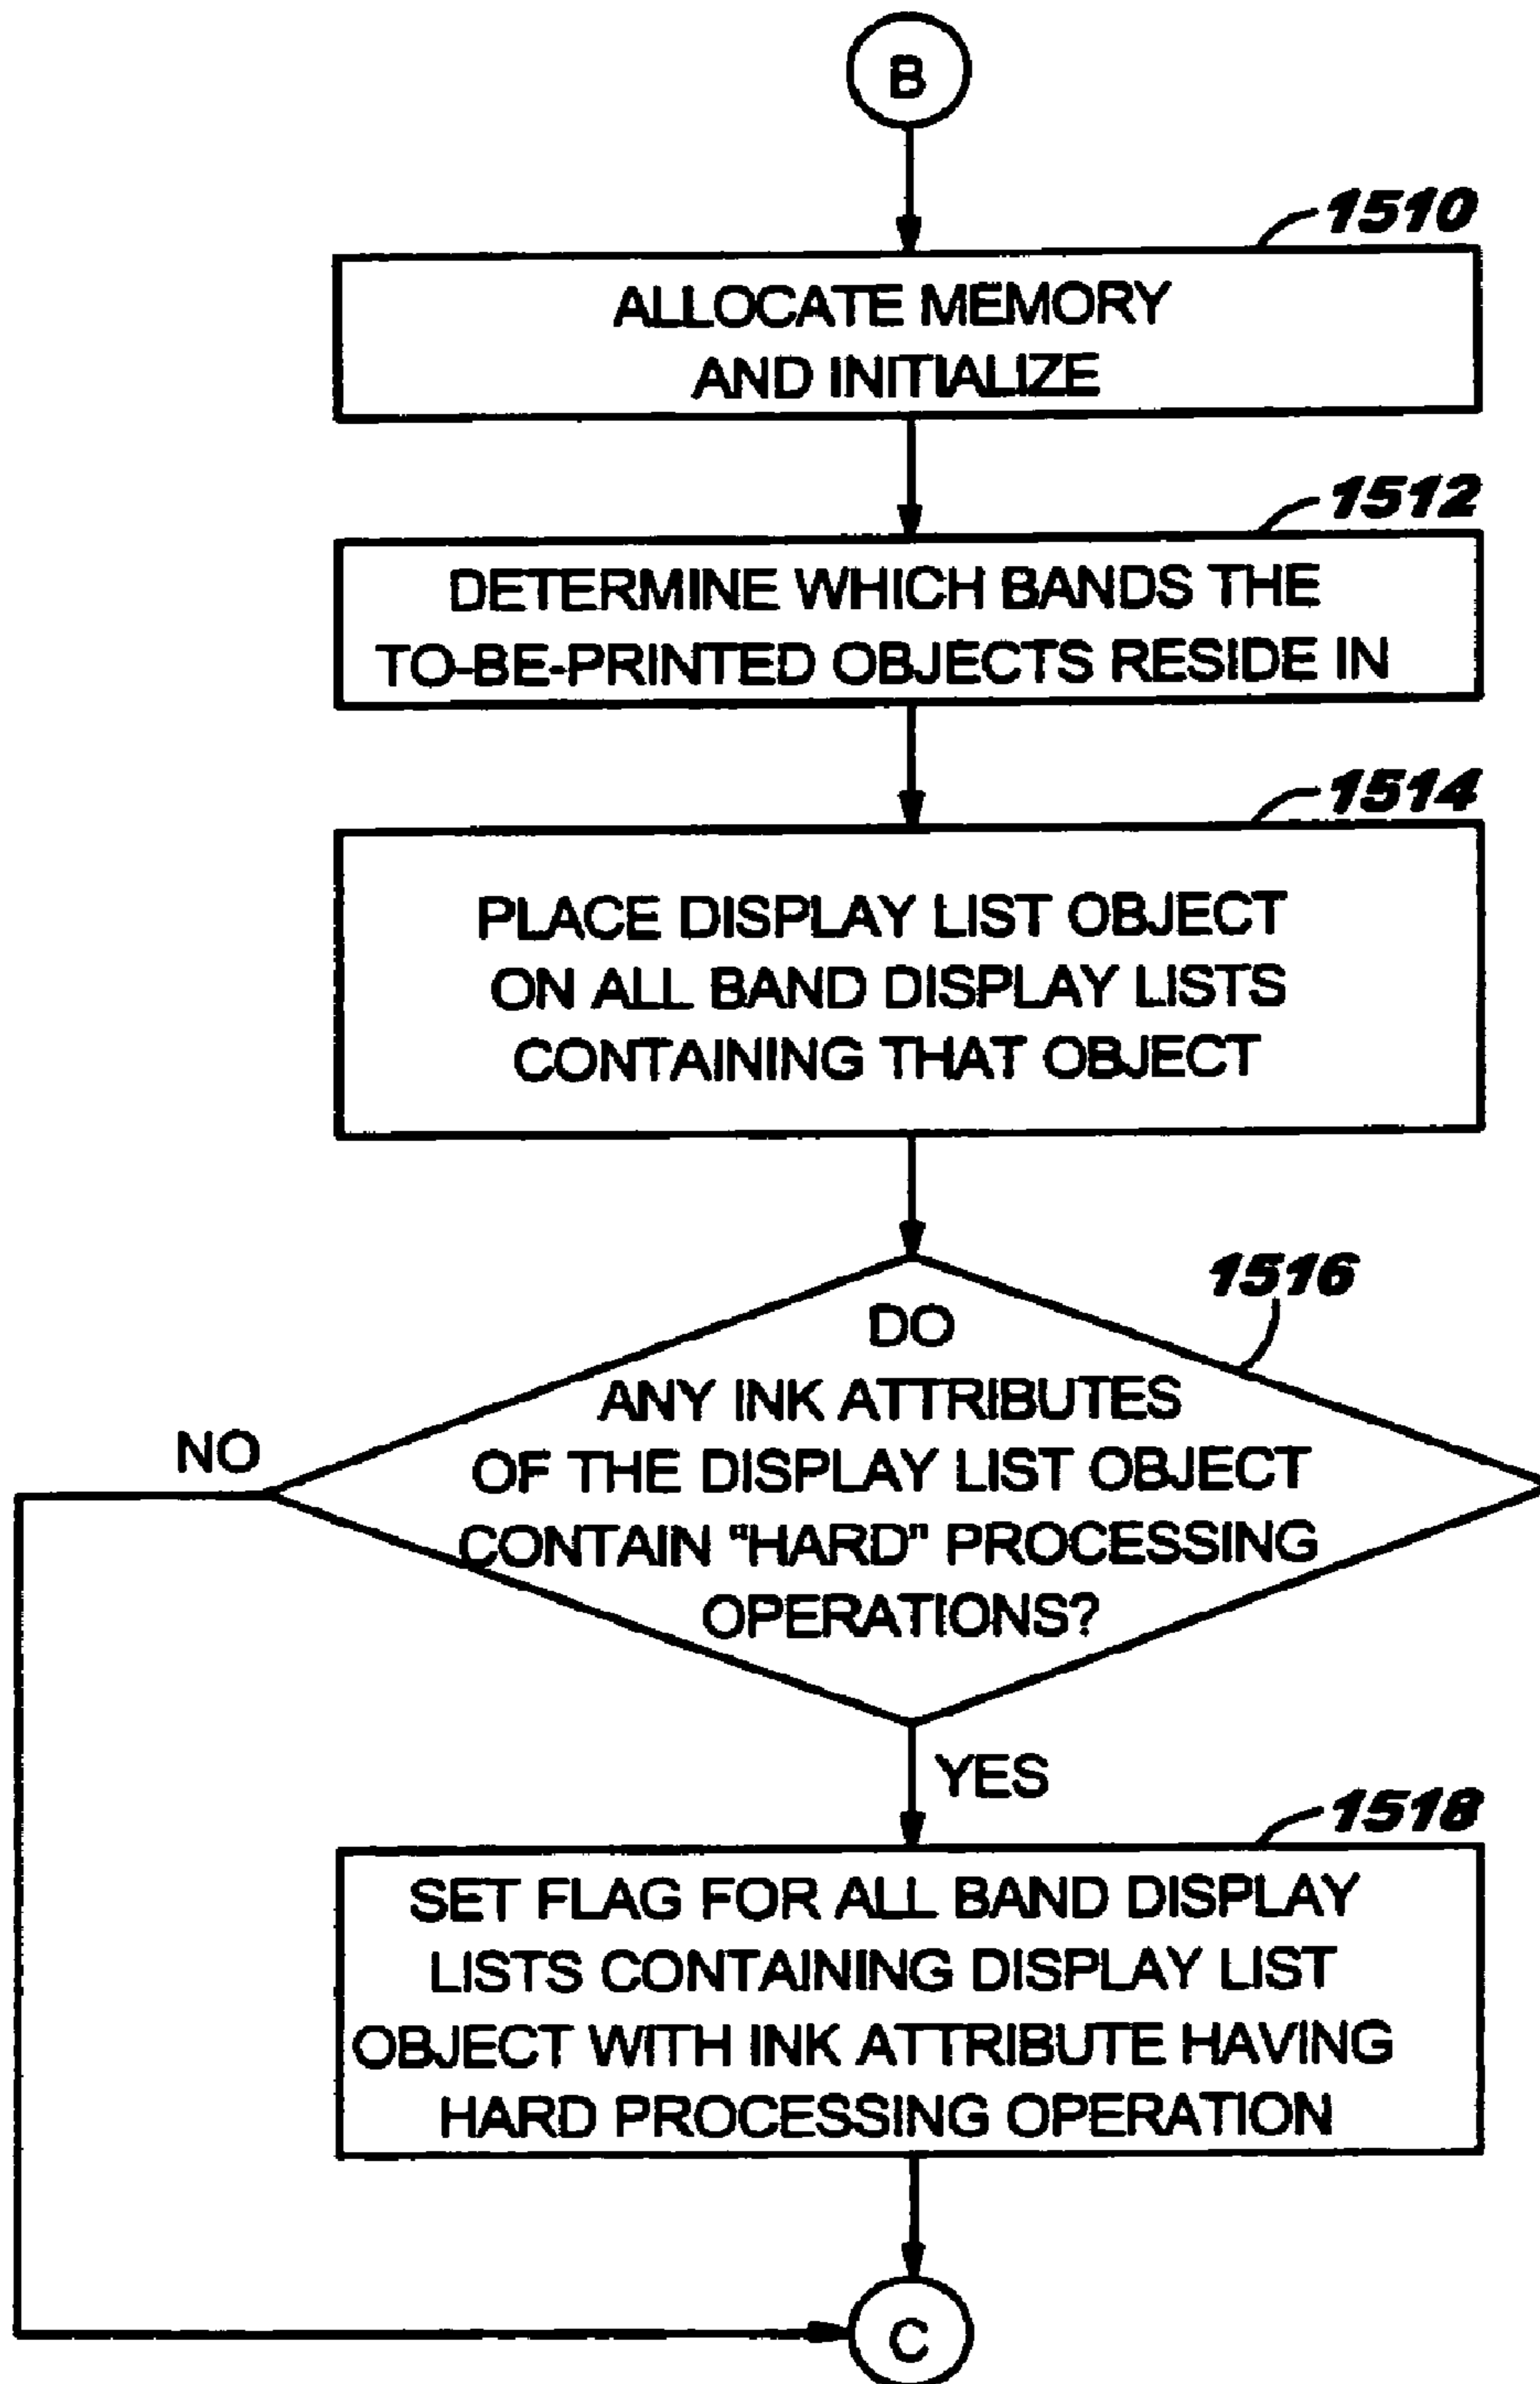 B
1510
ALLOCATE MEMORY
AND INITIALIZE
1512
DETERMINE WHICH BANDS THE
TO-BE-PRINTED OBJECTS RESIDE IN
1514
PLACE DISPLAY LIST OBJECT
ON ALL BAND DISPLAY LISTS
CONTAINING THAT OBJECT
1516
DO
ANY INK ATTRIBUTES
OF THE DISPLAY LIST OBJECT
CONTAIN "HARD" PROCESSING
OPERATIONS?
NO
YES
1518
SET FLAG FOR ALL BAND DISPLAY
LISTS CONTAINING DISPLAY LIST
OBJECT WITH INK ATTRIBUTE HAVING
HARD PROCESSING OPERATION
C